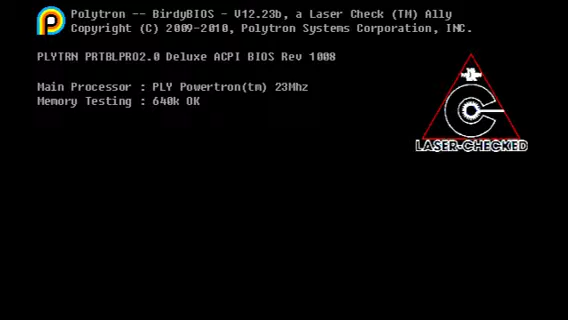 Polytron -- BirdyBIOS - V12.23b, a Laser Check (TM) Ally
Copyright (C) 2009-2010, Polytron Systems Corporation, INC.
PLYTRN PRTBLPRO2.0 Deluxe ACPI BIOS Rev 1008
Main Processor : PLY Powertron(tm) 23Mhz
Memory Testing : 640k OK
LASER-CHECKED